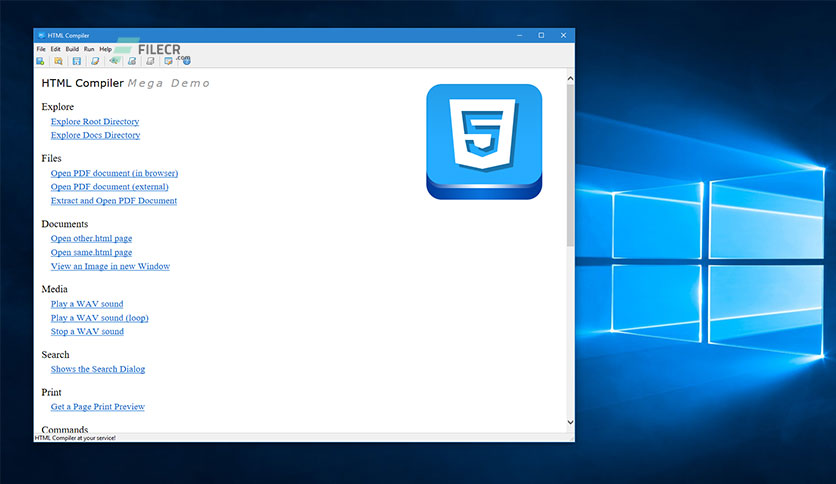 HTML Compiler
File Edit Build Run Help
FILECR
.com
HTML Compiler Mega Demo
Explore
Explore Root Directory
Explore Docs Directory
Files
Open PDF document (in browser)
Open PDF document (external)
Extract and Open PDF Document
Documents
Open other.html page
Open same.html page
View an Image in new Window
Media
Play a WAV sound
Play a WAV sound (loop)
Stop a WAV sound
Search
Shows the Search Dialog
Print
Get a Page Print Preview
Commands
HTML Compiler at your service!